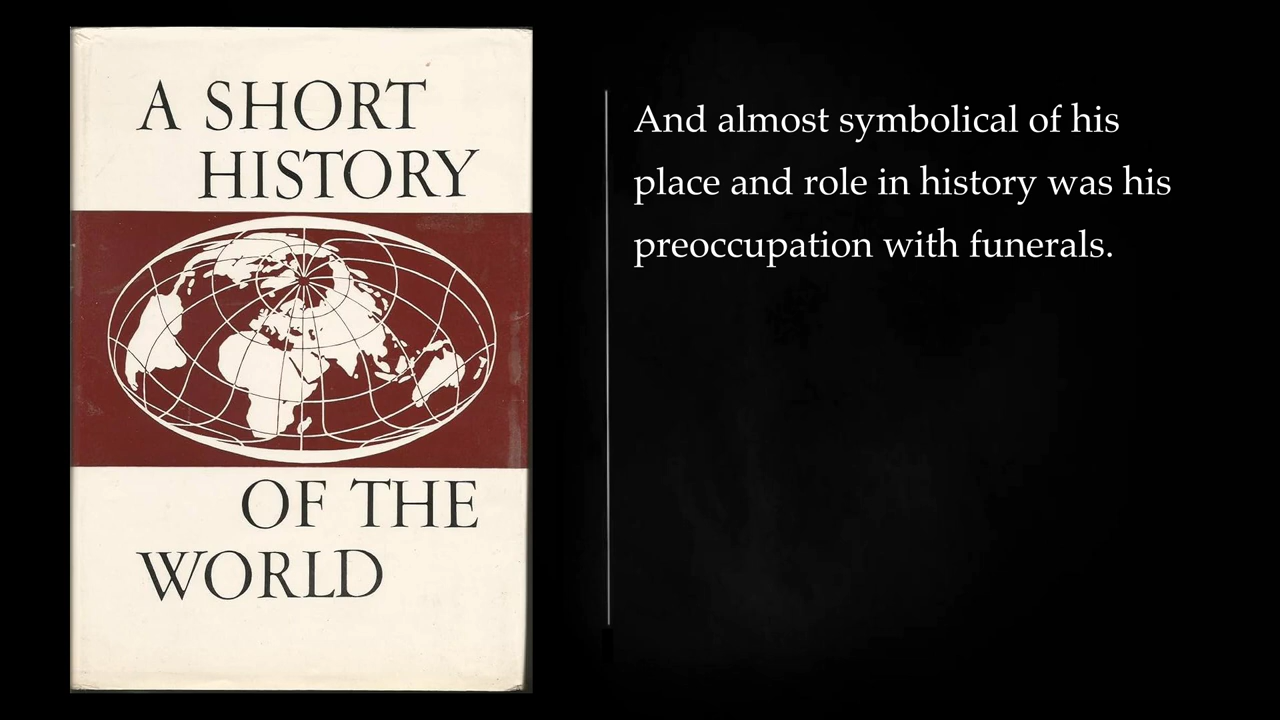 A SHORT
HISTORY
OF THE
WORLD
And almost symbolical of his
place and role in history was his
preoccupation with funerals.